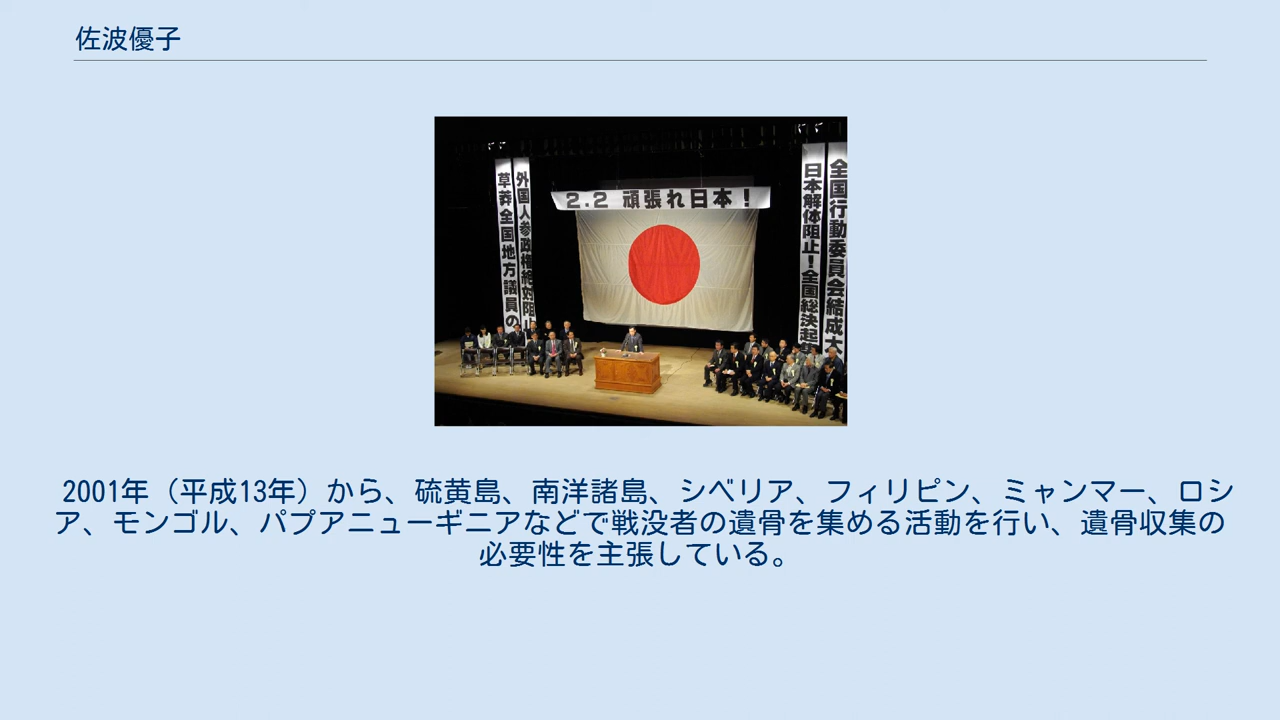 佐波優子
2.2 頑張れ日本!
全国行動委員会結成大
日本解体阻止!全国総決起
外国人参政権絶対阻止
草莽全国地方議員の
2001年（平成13年）から、硫黄島、南洋諸島、シベリア、フィリピン、ミャンマー、ロシ
ア、モンゴル、パプアニューギニアなどで戦没者の遺骨を集める活動を行い、遺骨収集の
必要性を主張している。